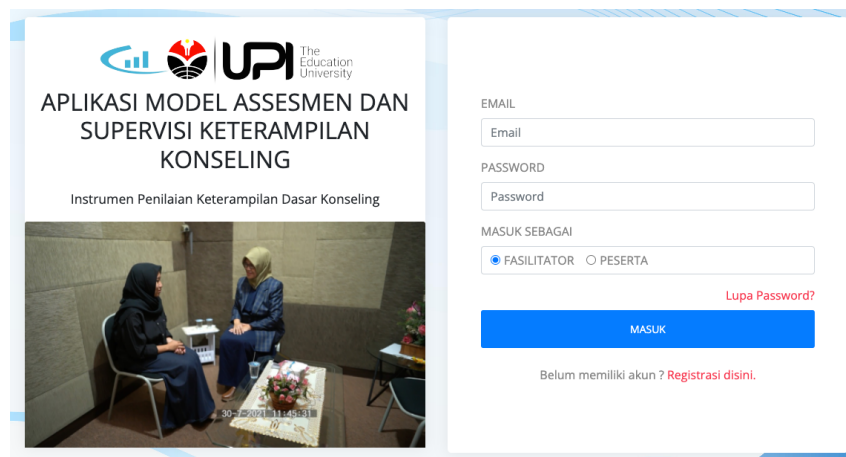 UPI
The
Education
University
APLIKASI MODEL ASSESMEN DAN
SUPERVISI KETERAMPILAN
KONSELING
Instrumen Penilaian Keterampilan Dasar Konseling
30-7-2021 11:45:31
EMAIL
Email
PASSWORD
Password
MASUK SEBAGAI
FASILITATOR PESERTA
Lupa Password?
MASUK
Belum memiliki akun ? Registrasi disini.